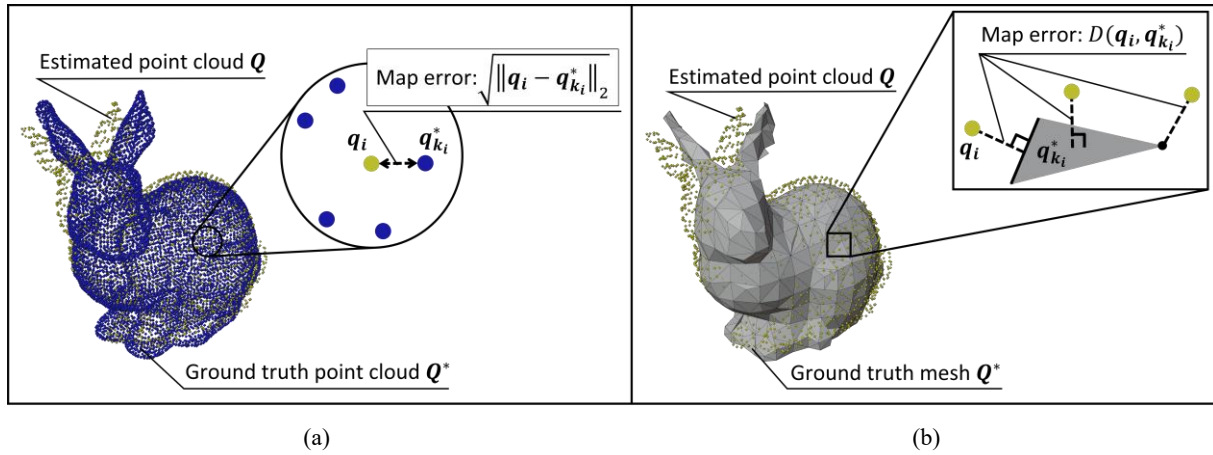 Estimated point cloud Q
Map error: √‖qᵢ − q*ₖᵢ‖₂
qᵢ q*ₖᵢ
Ground truth point cloud Q*
(a)
Estimated point cloud Q
Map error: D(qᵢ, q*ₖᵢ)
qᵢ q*ₖᵢ
Ground truth mesh Q*
(b)